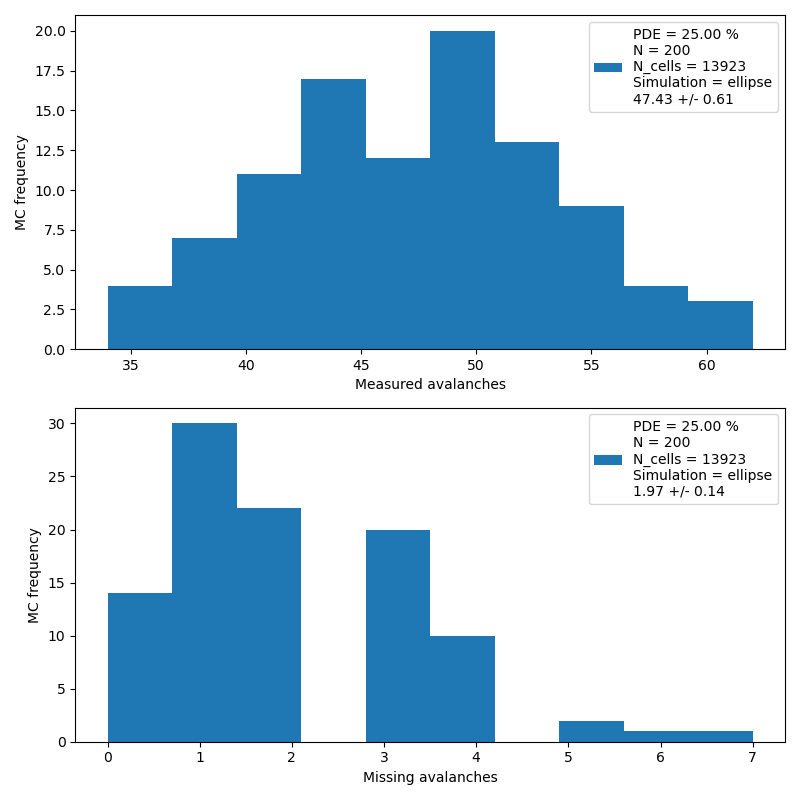 20.0
17.5
15.0
12.5
10.0
7.5
5.0
2.5
0.0
MC frequency
PDE = 25.00 %
N = 200
N_cells = 13923
Simulation = ellipse
47.43 +/- 0.61
35 40 45 50 55 60
Measured avalanches
30
25
20
15
10
5
0
MC frequency
PDE = 25.00 %
N = 200
N_cells = 13923
Simulation = ellipse
1.97 +/- 0.14
0 1 2 3 4 5 6 7
Missing avalanches